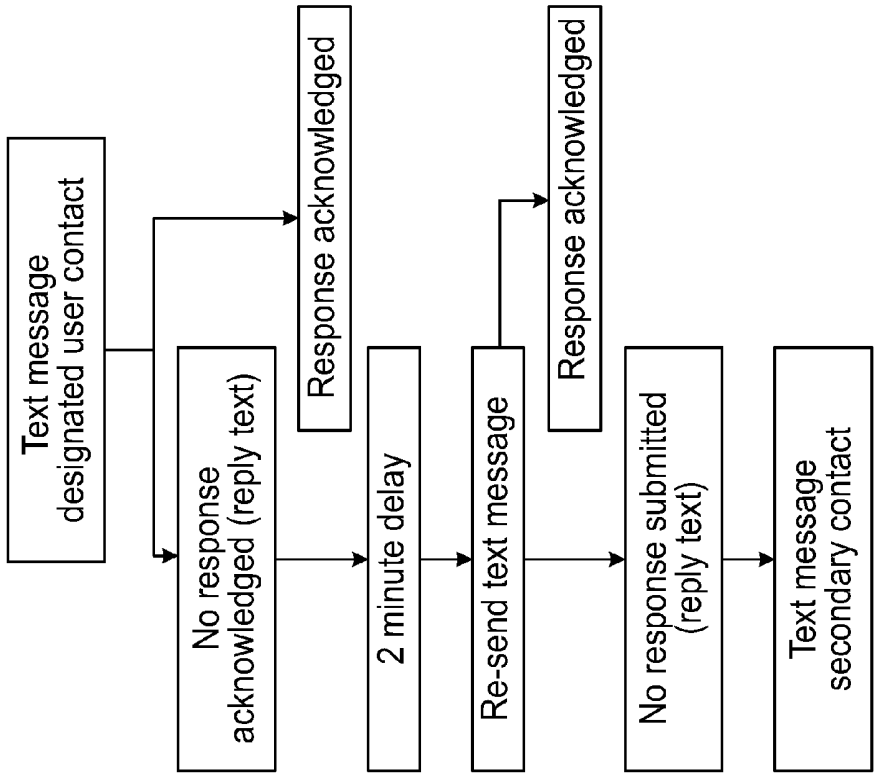 Text message
designated user contact
No response
acknowledged (reply text)
Response acknowledged
2 minute delay
Re-send text message
Response acknowledged
No response submitted
(reply text)
Text message
secondary contact